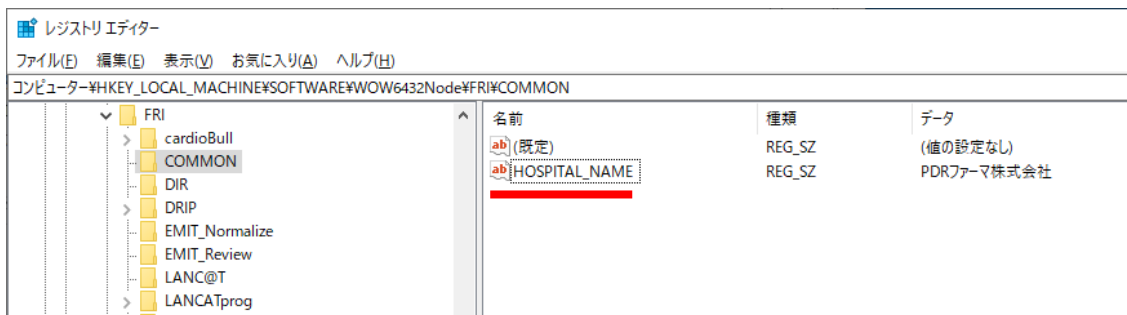 レジストリ エディター
ファイル(F) 編集(E) 表示(V) お気に入り(A) ヘルプ(H)
コンピューター¥HKEY_LOCAL_MACHINE¥SOFTWARE¥WOW6432Node¥FRI¥COMMON
FRI
cardioBull
COMMON
DIR
DRIP
EMIT_Normalize
EMIT_Review
LANC@T
LANCATprog
名前 種類 データ
ab (既定) REG_SZ (値の設定なし)
ab HOSPITAL_NAME REG_SZ PDRファーマ株式会社